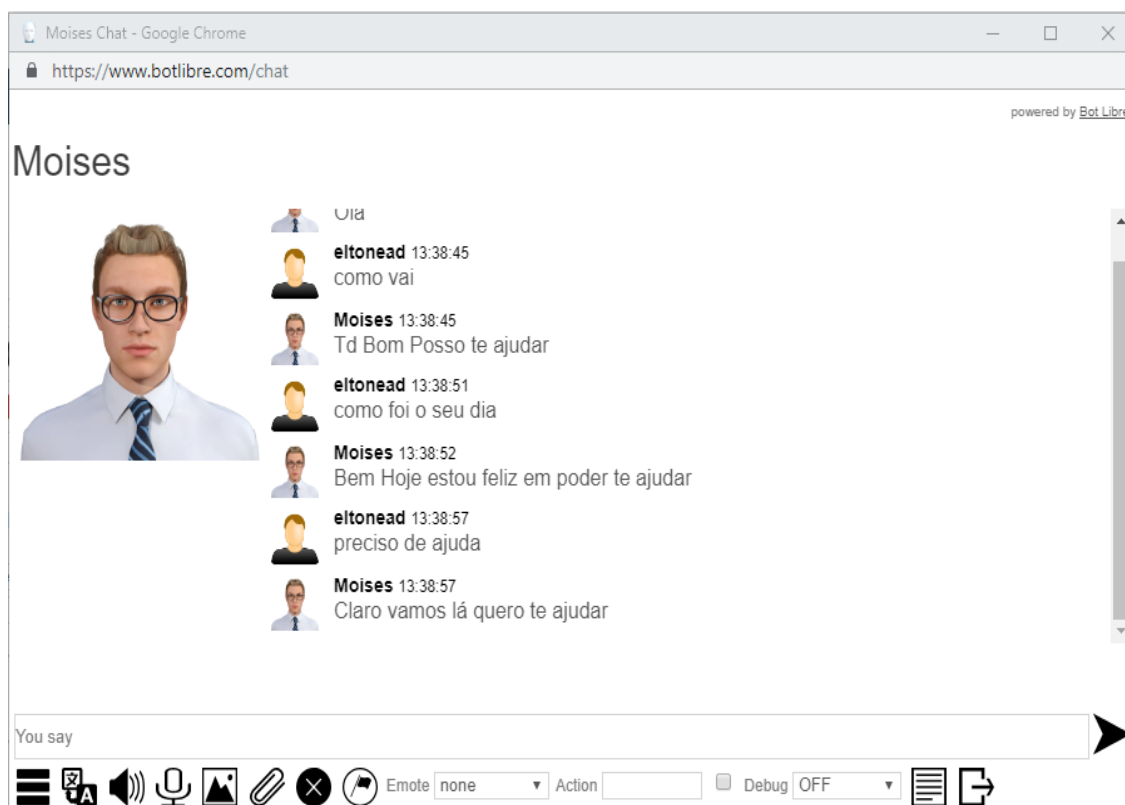 Moises Chat - Google Chrome
https://www.botlibre.com/chat
powered by Bot Libre
Moises
Ola
eltonead 13:38:45
como vai
Moises 13:38:45
Td Bom Posso te ajudar
eltonead 13:38:51
como foi o seu dia
Moises 13:38:52
Bem Hoje estou feliz em poder te ajudar
eltonead 13:38:57
preciso de ajuda
Moises 13:38:57
Claro vamos lá quero te ajudar
You say
Emote none Action Debug OFF